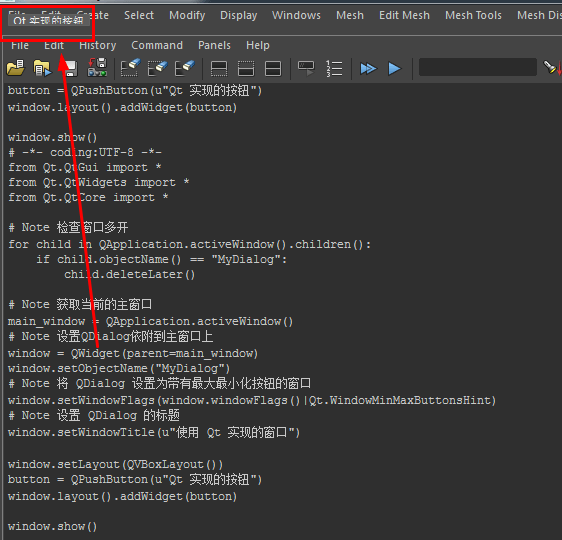 File Edit Create Select Modify Display Windows Mesh Edit Mesh Mesh Tools Mesh Dis
Qt 实现的按钮
File Edit History Command Panels Help
button = QPushButton(u"Qt 实现的按钮")
window.layout().addWidget(button)
window.show()
# -*- coding:UTF-8 -*-
from Qt.QtGui import *
from Qt.QtWidgets import *
from Qt.QtCore import *
# Note 检查窗口多开
for child in QApplication.activeWindow().children():
if child.objectName() == "MyDialog":
child.deleteLater()
# Note 获取当前的主窗口
main_window = QApplication.activeWindow()
# Note 设置QDialog依附到主窗口上
window = QWidget(parent=main_window)
window.setObjectName("MyDialog")
# Note 将 QDialog 设置为带有最大最小化按钮的窗口
window.setWindowFlags(window.windowFlags()|Qt.WindowMinMaxButtonsHint)
# Note 设置 QDialog 的标题
window.setWindowTitle(u"使用 Qt 实现的窗口")
window.setLayout(QVBoxLayout())
button = QPushButton(u"Qt 实现的按钮")
window.layout().addWidget(button)
window.show()